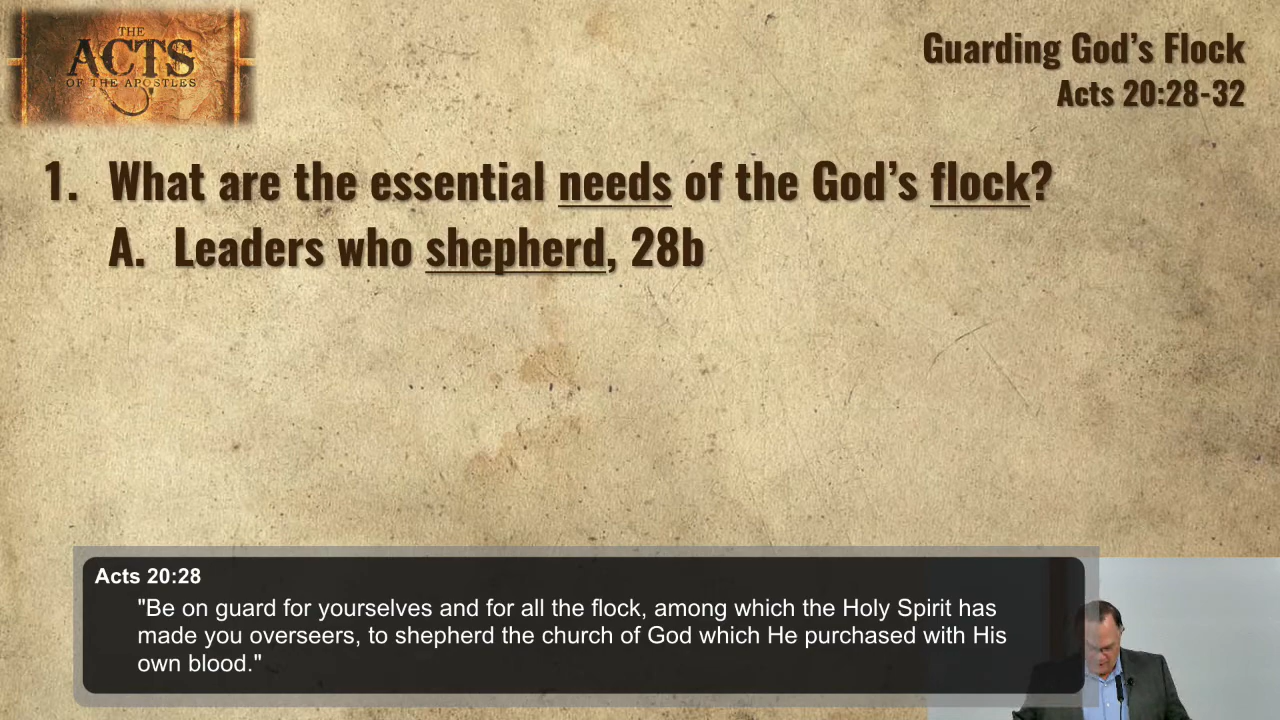 THE
ACTS
OF THE APOSTLES
Guarding God’s Flock
Acts 20:28-32
1. What are the essential needs of the God’s flock?
A. Leaders who shepherd, 28b
Acts 20:28
"Be on guard for yourselves and for all the flock, among which the Holy Spirit has
made you overseers, to shepherd the church of God which He purchased with His
own blood."